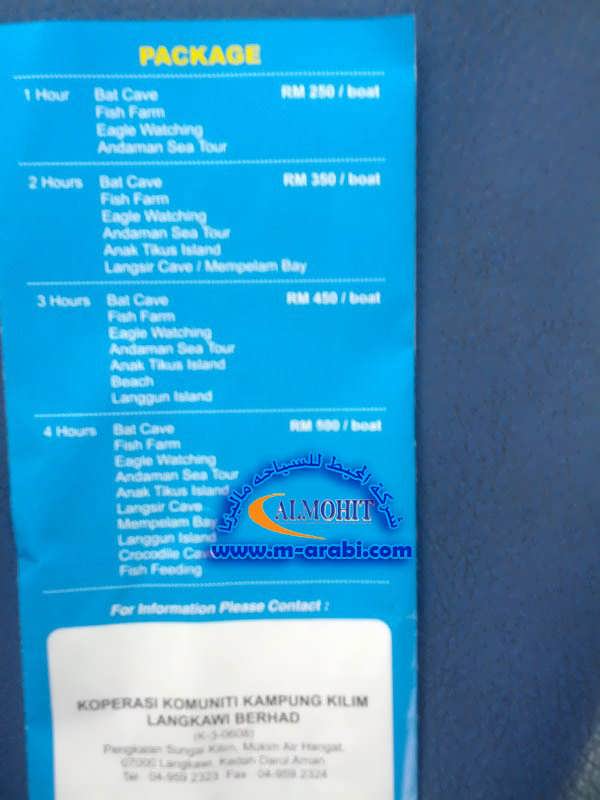 PACKAGE
1 Hour Bat Cave RM 250 / boat
Fish Farm
Eagle Watching
Andaman Sea Tour
2 Hours Bat Cave RM 350 / boat
Fish Farm
Eagle Watching
Andaman Sea Tour
Anak Tikus Island
Langsir Cave / Mempelam Bay
3 Hours Bat Cave RM 450 / boat
Fish Farm
Eagle Watching
Andaman Sea Tour
Anak Tikus Island
Beach
Langgun Island
4 Hours Bat Cave RM / boat
Fish Farm
Eagle Watching
Andaman Sea Tour
Anak Tikus Island
Langsir Cave
Mempelam Bay
Langgun Island
Crocodile Cave
Fish Feeding
شركة المحيط للسياحه ماليزيا
ALMOHIT
www.m-arabi.com
For Information Please Contact :
KOPERASI KOMUNITI KAMPUNG KILIM
LANGKAWI BERHAD
(K-3-0608)
Pengkalan Sungai Kilim, Mukim Air Hangat,
07000 Langkawi, Kedah Darul Aman
Tel 04-959 2323 Fax 04-959 2324